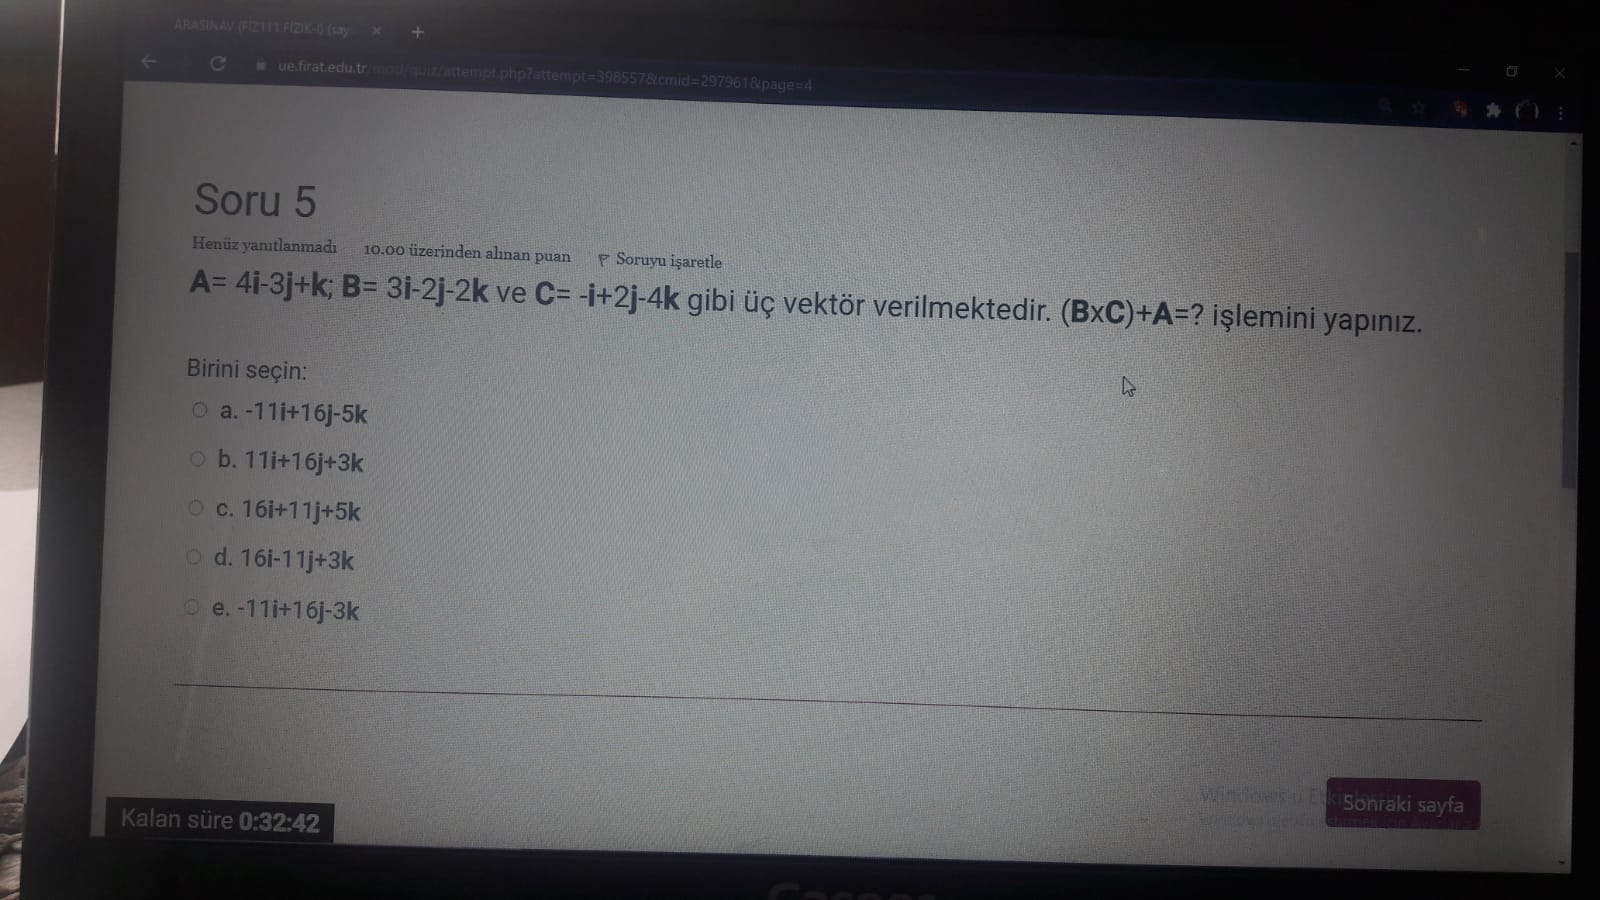 ARASINAV (FİZ111 FİZİK-I) (say
ue.firat.edu.tr/mod/quiz/attempt.php?attempt=398557&cmid=297961&page=4
Soru 5
Henüz yanıtlanmadı 10.00 üzerinden alınan puan Soruyu işaretle
A= 4i-3j+k; B= 3i-2j-2k ve C= -i+2j-4k gibi üç vektör verilmektedir. (BxC)+A=? işlemini yapınız.
Birini seçin:
a. -11i+16j-5k
b. 11i+16j+3k
c. 16i+11j+5k
d. 16i-11j+3k
e. -11i+16j-3k
Sonraki sayfa
Kalan süre 0:32:42